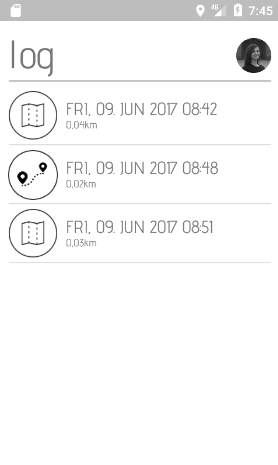 4G 7:45
log
FRI, 09. JUN 2017 08:42
0,04km
FRI, 09. JUN 2017 08:48
0,02km
FRI, 09. JUN 2017 08:51
0,03km